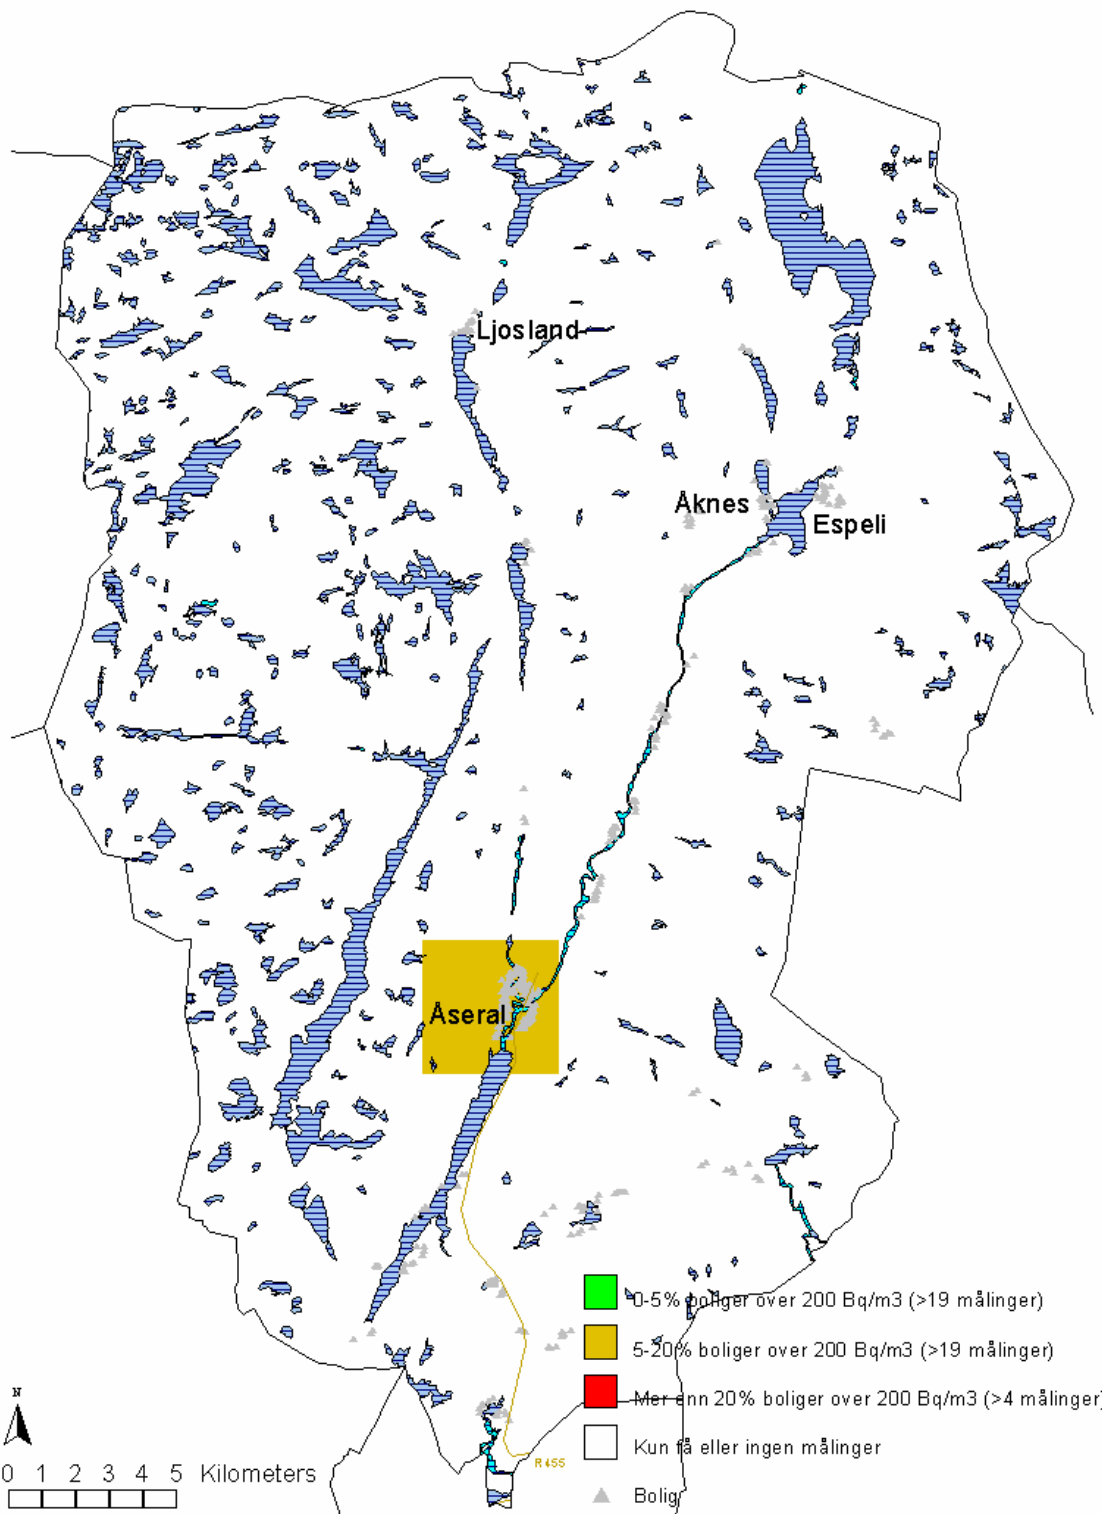 Ljosland
Åknes
Espeli
Åseral
0-5% boliger over 200 Bq/m3 (>19 målinger)
5-20% boliger over 200 Bq/m3 (>19 målinger)
Mer enn 20% boliger over 200 Bq/m3 (>4 målinger)
Kun få eller ingen målinger
Bolig
N
0 1 2 3 4 5 Kilometers
R455